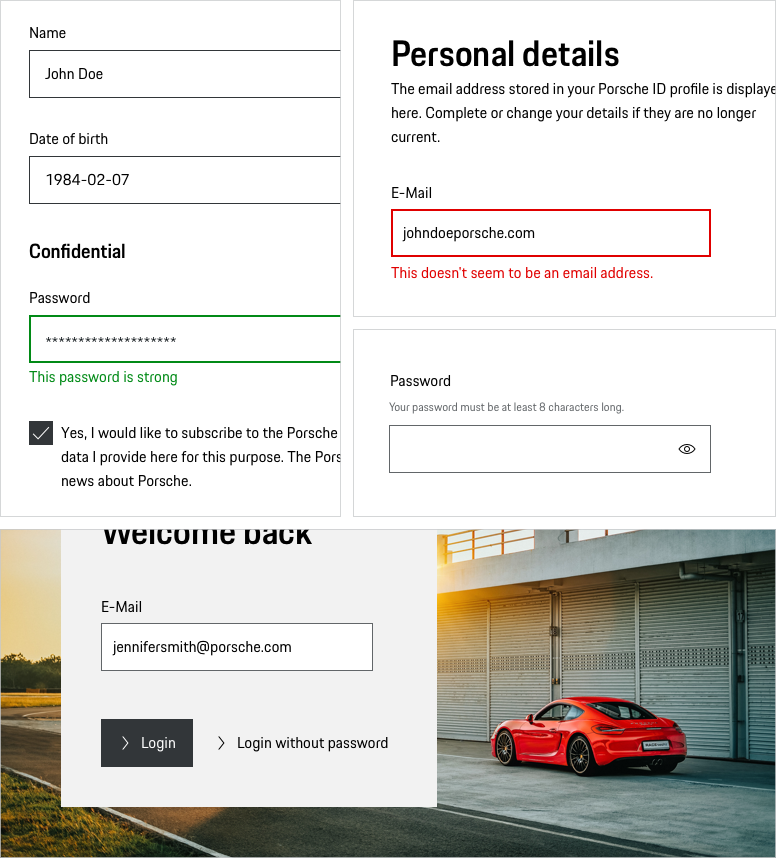 Name
John Doe
Date of birth
1984-02-07
Confidential
Password
********************
This password is strong
Yes, I would like to subscribe to the Porsche
data I provide here for this purpose. The Pors
news about Porsche.
Personal details
The email address stored in your Porsche ID profile is displaye
here. Complete or change your details if they are no longer
current.
E-Mail
johndoeporsche.com
This doesn't seem to be an email address.
Password
Your password must be at least 8 characters long.
Welcome back
E-Mail
jennifersmith@porsche.com
Login
Login without password